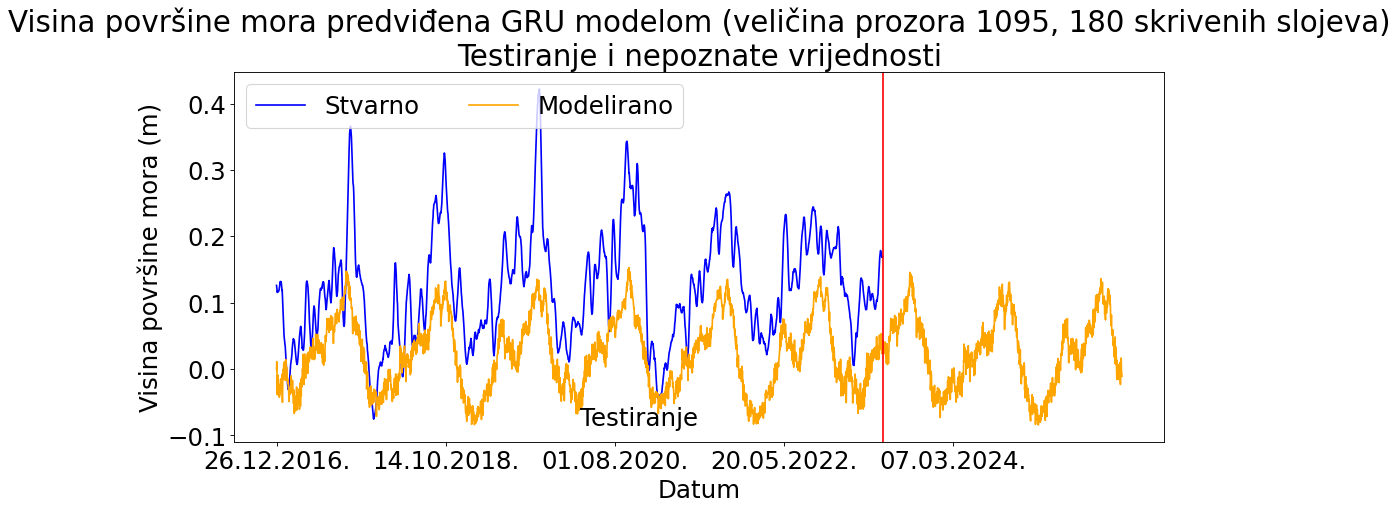 Visina površine mora predviđena GRU modelom (veličina prozora 1095, 180 skrivenih slojeva)
Testiranje i nepoznate vrijednosti
Stvarno
Modelirano
Visina površine mora (m)
0.4
0.3
0.2
0.1
0.0
−0.1
Testiranje
26.12.2016.
14.10.2018.
01.08.2020.
20.05.2022.
07.03.2024.
Datum